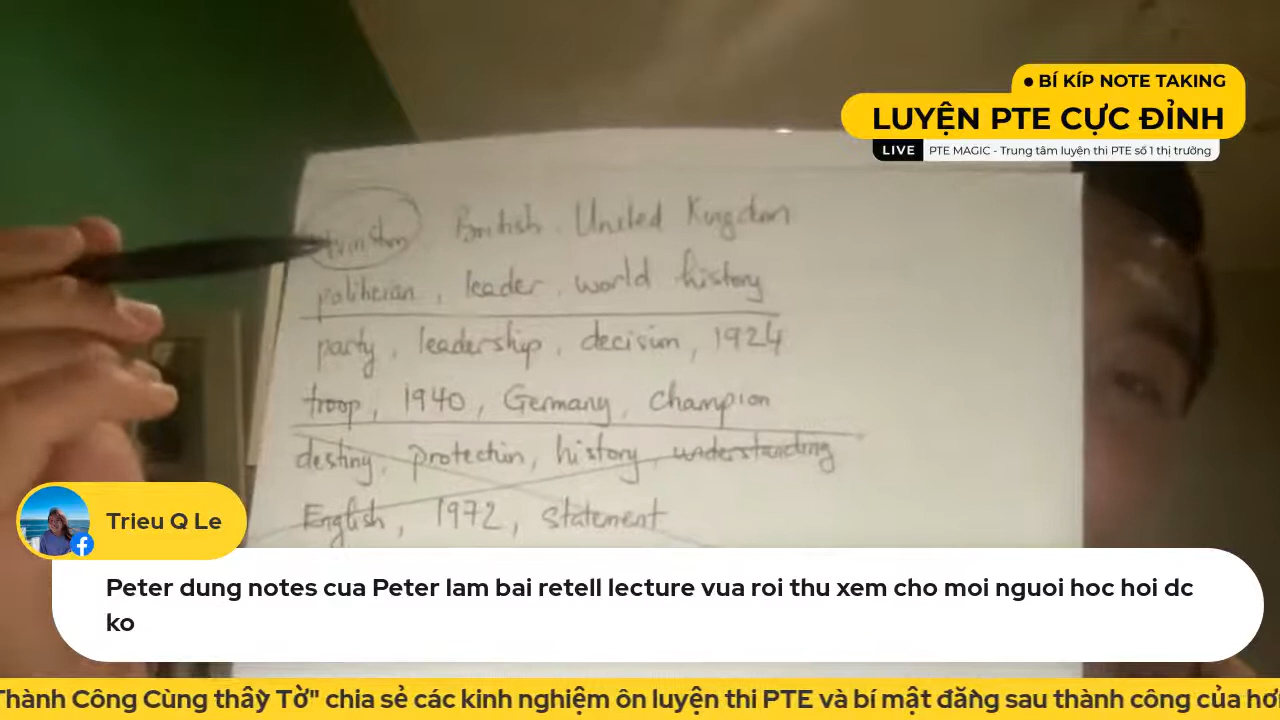 • BÍ KÍP NOTE TAKING
LUYỆN PTE CỰC ĐỈNH
LIVE PTE MAGIC - Trung tâm luyện thi PTE số 1 thị trường
British, United Kingdom
politician, leader, world history
party, leadership, decision, 1924
troop, 1940, Germany, champion
destiny, protection, history, understanding
English, 1972, statement
Trieu Q Le
Peter dung notes cua Peter lam bai retell lecture vua roi thu xem cho moi nguoi hoc hoi dc
ko
Thành Công Cùng thầy Tờ" chia sẻ các kinh nghiệm ôn luyện thi PTE và bí mật đằng sau thành công của